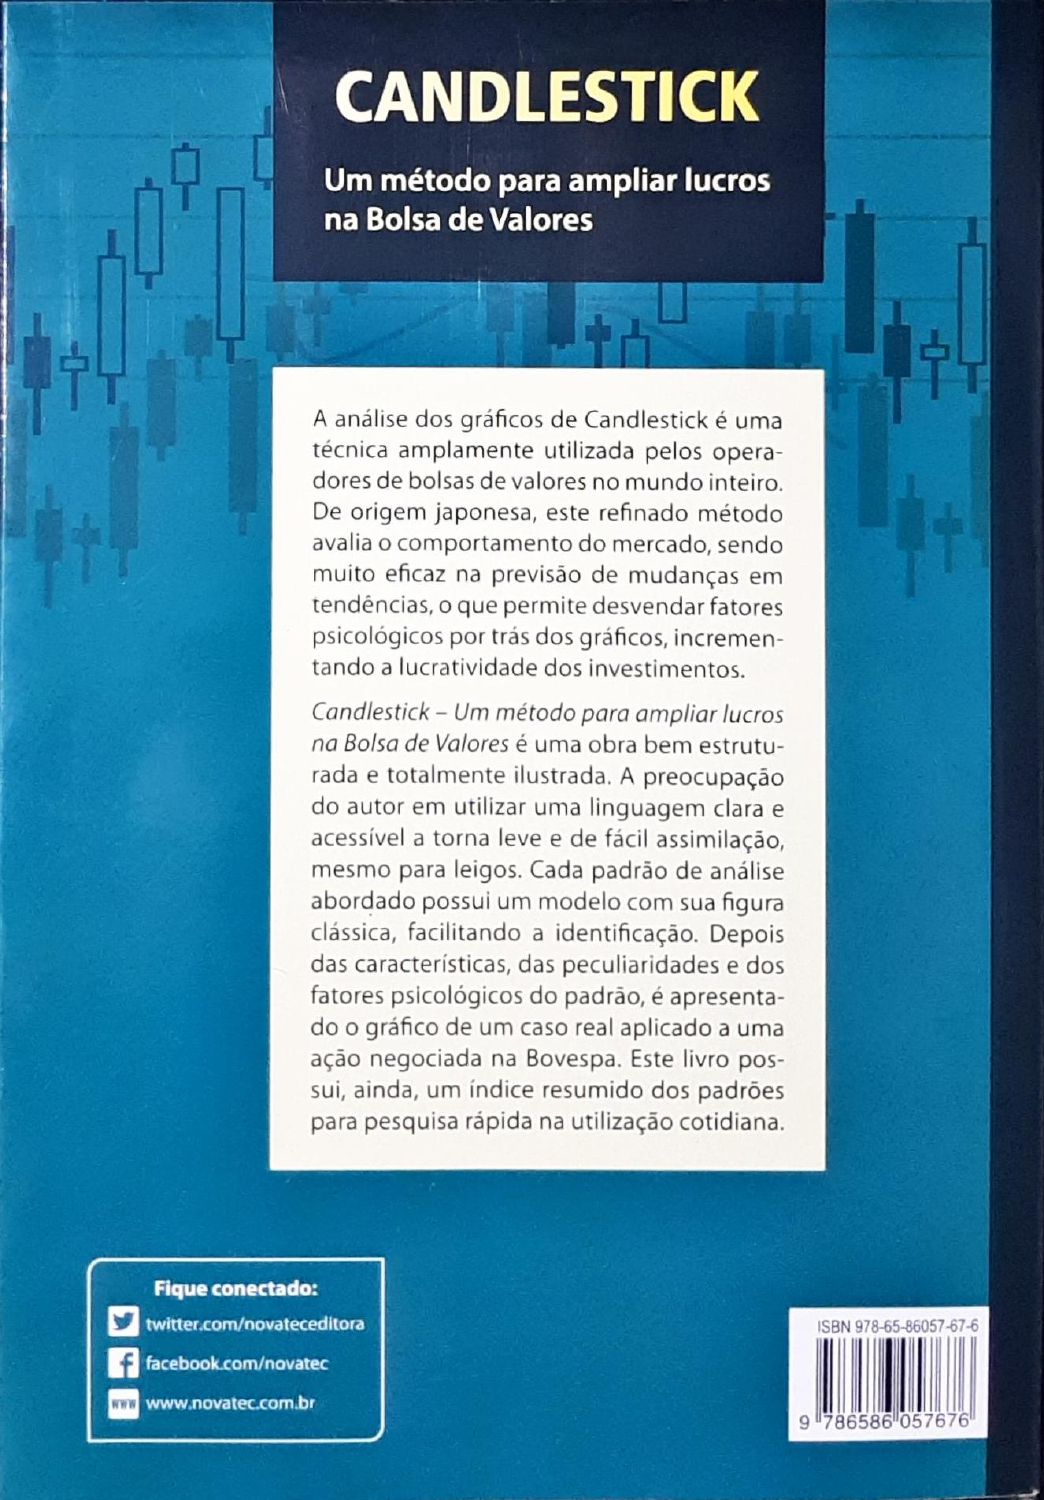 CANDLESTICK
Um método para ampliar lucros
na Bolsa de Valores
A análise dos gráficos de Candlestick é uma
técnica amplamente utilizada pelos opera-
dores de bolsas de valores no mundo inteiro.
De origem japonesa, este refinado método
avalia o comportamento do mercado, sendo
muito eficaz na previsão de mudanças em
tendências, o que permite desvendar fatores
psicológicos por trás dos gráficos, incremen-
tando a lucratividade dos investimentos.
Candlestick – Um método para ampliar lucros
na Bolsa de Valores é uma obra bem estrutu-
rada e totalmente ilustrada. A preocupação
do autor em utilizar uma linguagem clara e
acessível a torna leve e de fácil assimilação,
mesmo para leigos. Cada padrão de análise
abordado possui um modelo com sua figura
clássica, facilitando a identificação. Depois
das características, das peculiaridades e dos
fatores psicológicos do padrão, é apresenta-
do o gráfico de um caso real aplicado a uma
ação negociada na Bovespa. Este livro pos-
sui, ainda, um índice resumido dos padrões
para pesquisa rápida na utilização cotidiana.
Fique conectado:
twitter.com/novateceditora
facebook.com/novatec
www www.novatec.com.br
ISBN 978-65-86057-67-6
9 786586 057676